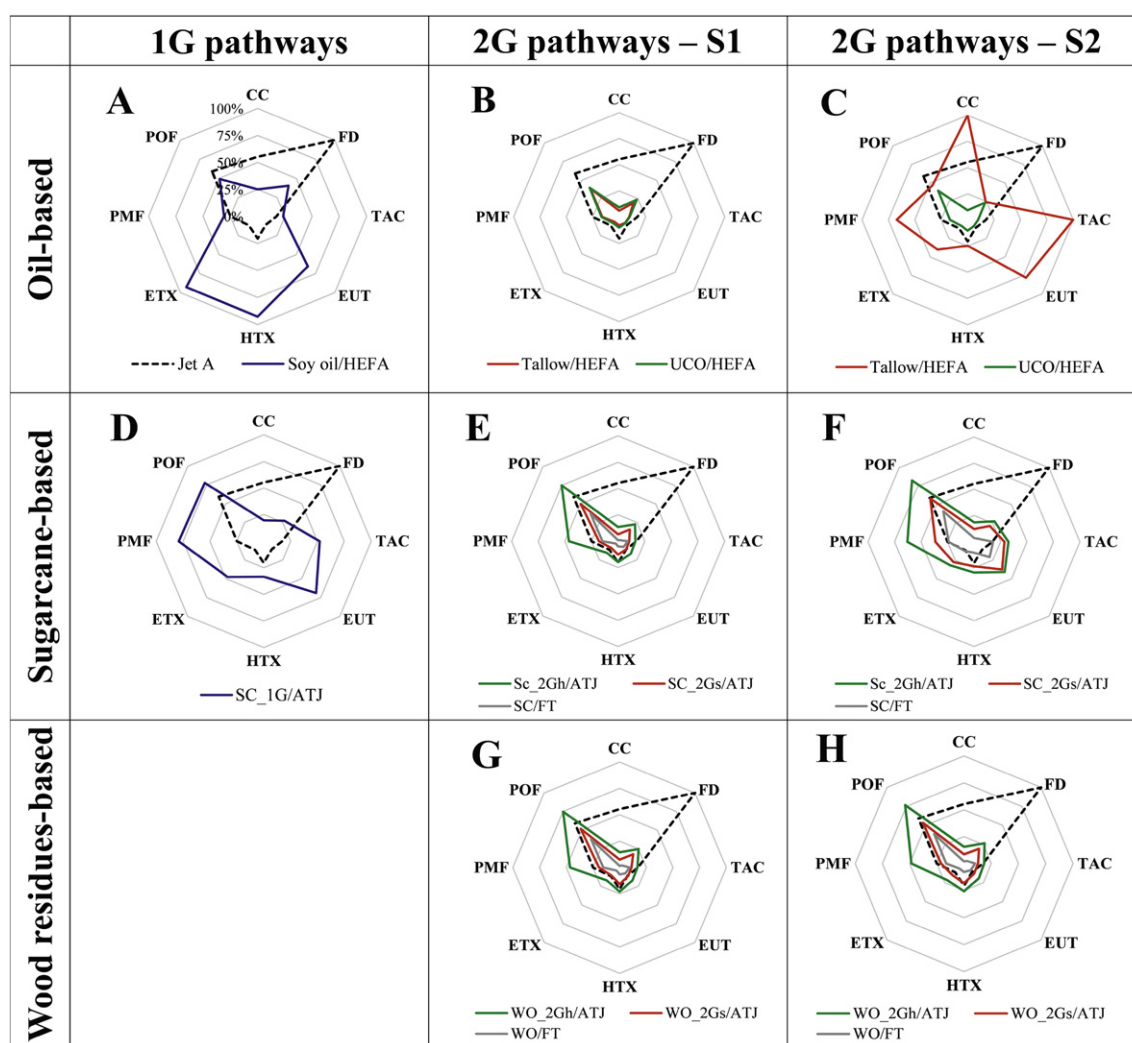 1G pathways
2G pathways – S1
2G pathways – S2
Oil-based
A
CC
100%
75%
50%
25%
0%
FD
TAC
EUT
HTX
ETX
PMF
POF
Jet A
Soy oil/HEFA
B
CC
FD
TAC
EUT
HTX
ETX
PMF
POF
Tallow/HEFA
UCO/HEFA
C
CC
FD
TAC
EUT
HTX
ETX
PMF
POF
Tallow/HEFA
UCO/HEFA
Sugarcane-based
D
CC
FD
TAC
EUT
HTX
ETX
PMF
POF
SC_1G/ATJ
E
CC
FD
TAC
EUT
HTX
ETX
PMF
POF
Sc_2Gh/ATJ
SC_2Gs/ATJ
SC/FT
F
CC
FD
TAC
EUT
HTX
ETX
PMF
POF
Sc_2Gh/ATJ
SC_2Gs/ATJ
SC/FT
Wood residues-based
G
CC
FD
TAC
EUT
HTX
ETX
PMF
POF
WO_2Gh/ATJ
WO_2Gs/ATJ
WO/FT
H
CC
FD
TAC
EUT
HTX
ETX
PMF
POF
WO_2Gh/ATJ
WO_2Gs/ATJ
WO/FT